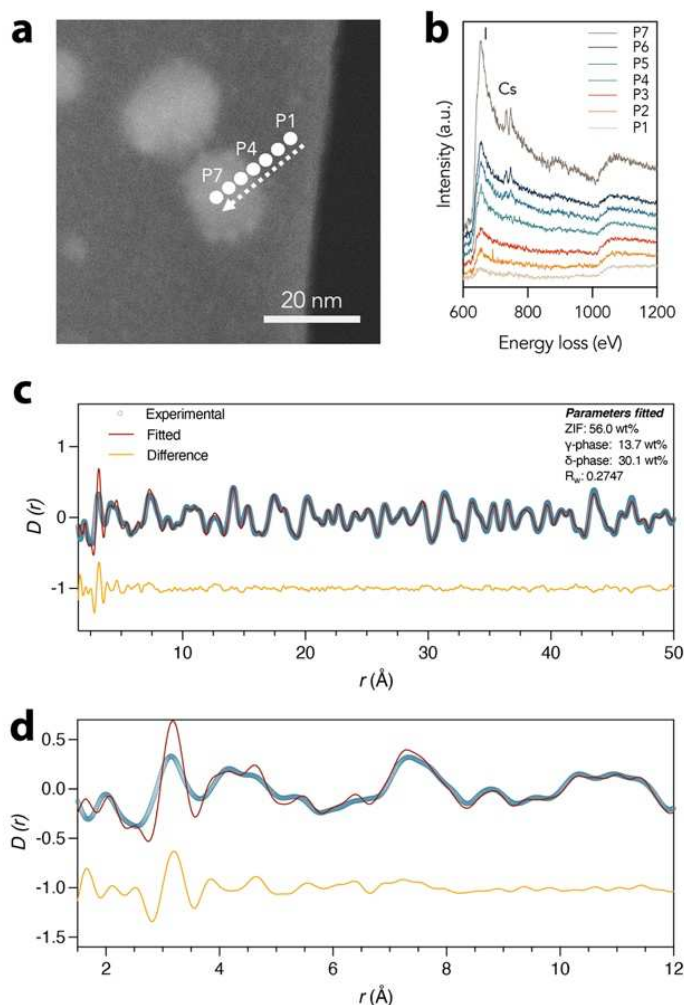 a
P1
P4
P7
20 nm
b
I
Cs
P7
P6
P5
P4
P3
P2
P1
Intensity (a.u.)
600 800 1000 1200
Energy loss (eV)
c
Experimental
Fitted
Difference
Parameters fitted
ZIF: 56.0 wt%
γ-phase: 13.7 wt%
δ-phase: 30.1 wt%
Rw: 0.2747
1
0
-1
D (r)
10 20 30 40 50
r (Å)
d
0.5
0.0
-0.5
-1.0
-1.5
D (r)
2 4 6 8 10 12
r (Å)